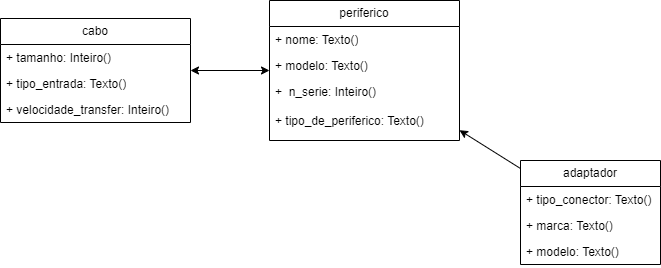 cabo
+ tamanho: Inteiro()
+ tipo_entrada: Texto()
+ velocidade_transfer: Inteiro()
periferico
+ nome: Texto()
+ modelo: Texto()
+ n_serie: Inteiro()
+ tipo_de_periferico: Texto()
adaptador
+ tipo_conector: Texto()
+ marca: Texto()
+ modelo: Texto()